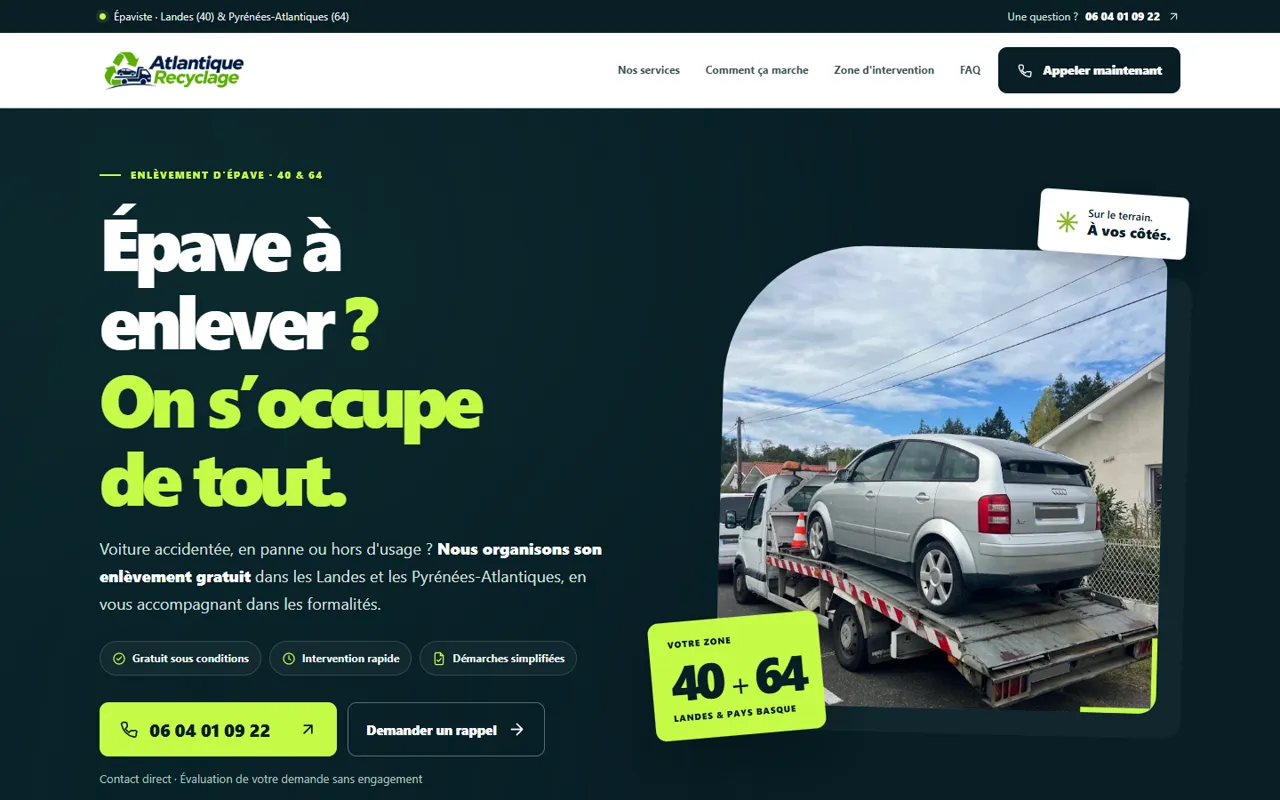 Épaviste · Landes (40) & Pyrénées-Atlantiques (64)
Une question ? 06 04 01 09 22
Atlantique
Recyclage
Nos services
Comment ça marche
Zone d'intervention
FAQ
Appeler maintenant
ENLÈVEMENT D'ÉPAVE · 40 & 64
Épave à
enlever ?
On s’occupe
de tout.
Voiture accidentée, en panne ou hors d'usage ? Nous organisons son
enlèvement gratuit dans les Landes et les Pyrénées-Atlantiques, en
vous accompagnant dans les formalités.
Gratuit sous conditions
Intervention rapide
Démarches simplifiées
06 04 01 09 22
Demander un rappel
Contact direct · Évaluation de votre demande sans engagement
Sur le terrain.
À vos côtés.
VOTRE ZONE
40 + 64
LANDES & PAYS BASQUE